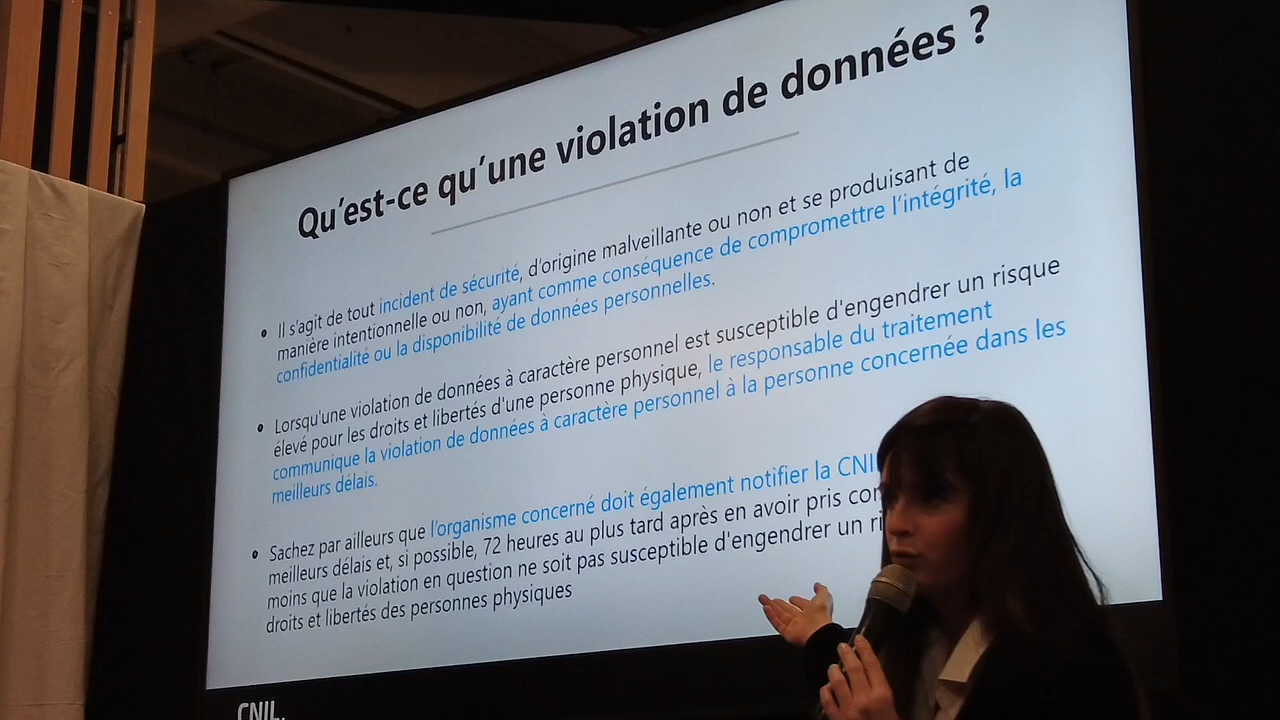 Qu'est-ce qu'une violation de données ?
• Il s'agit de tout incident de sécurité, d'origine malveillante ou non et se produisant de
manière intentionnelle ou non, ayant comme conséquence de compromettre l'intégrité, la
confidentialité ou la disponibilité de données personnelles.
• Lorsqu'une violation de données à caractère personnel est susceptible d'engendrer un risque
élevé pour les droits et libertés d'une personne physique, le responsable du traitement
communique la violation de données à caractère personnel à la personne concernée dans les
meilleurs délais.
• Sachez par ailleurs que l'organisme concerné doit également notifier la
meilleurs délais et, si possible, 72 heures au plus tard après en avoir pris
moins que la violation en question ne soit pas susceptible d'engendrer un
droits et libertés des personnes physiques
CNIL.